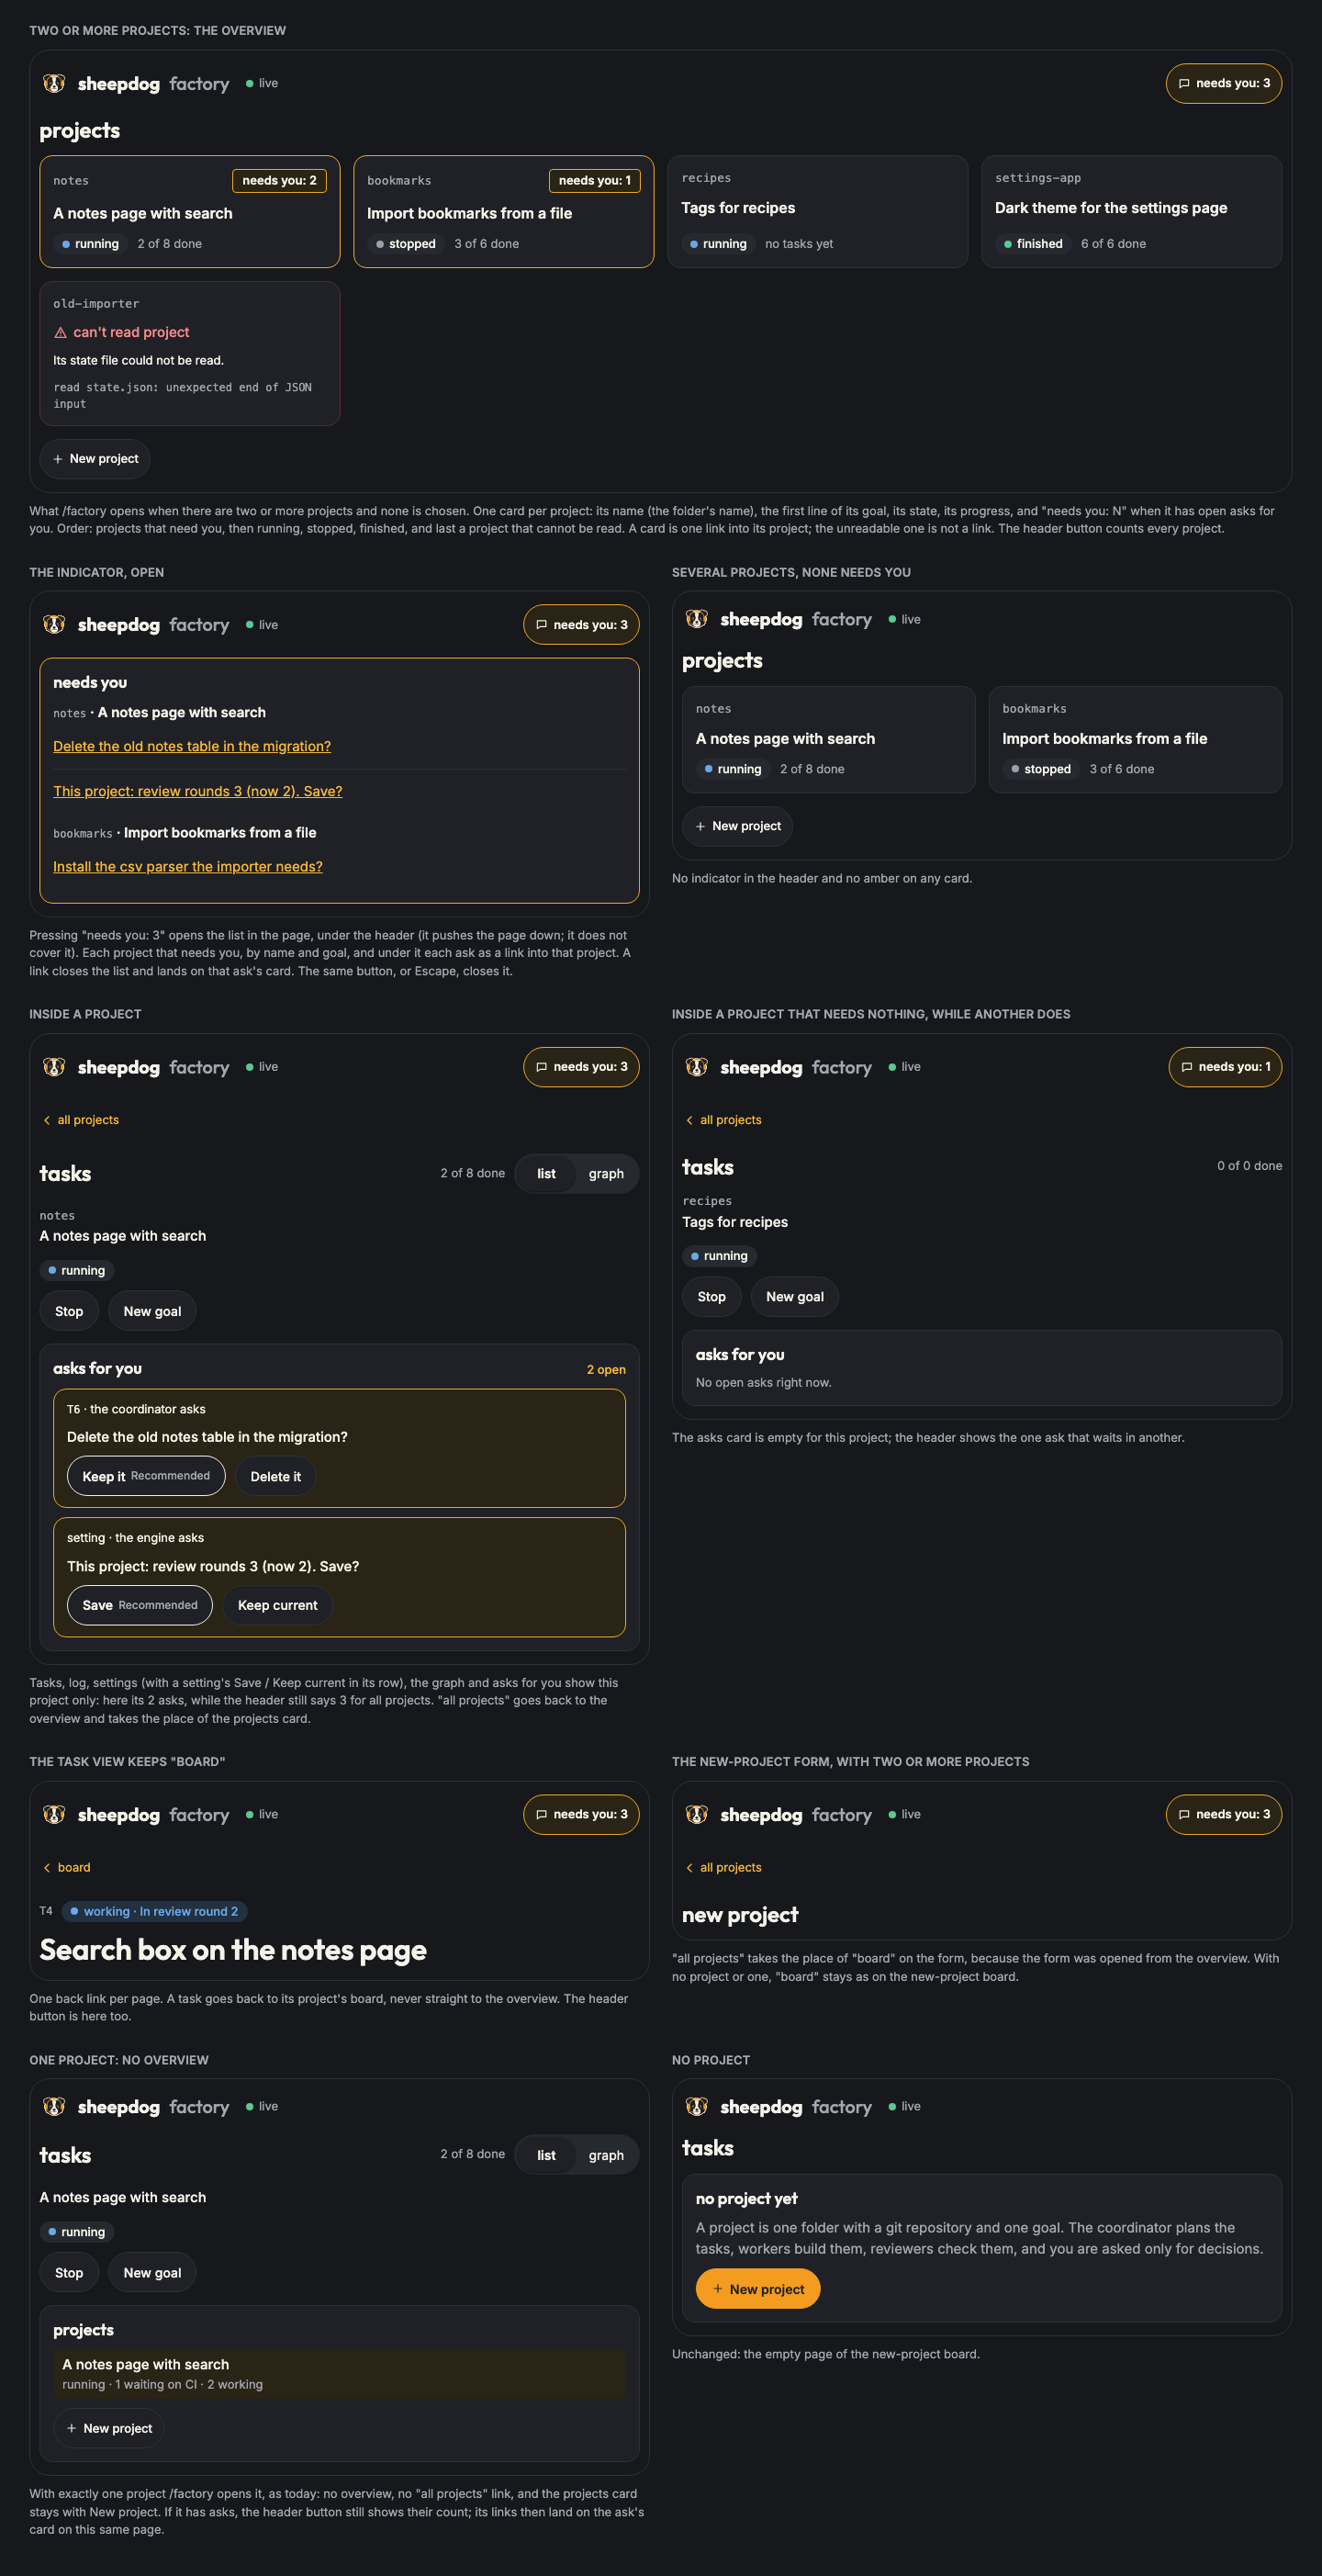 TWO OR MORE PROJECTS: THE OVERVIEW
sheepdog factory live
needs you: 3
projects
notes
needs you: 2
A notes page with search
running 2 of 8 done
bookmarks
needs you: 1
Import bookmarks from a file
stopped 3 of 6 done
recipes
Tags for recipes
running no tasks yet
settings-app
Dark theme for the settings page
finished 6 of 6 done
old-importer
can't read project
Its state file could not be read.
read state.json: unexpected end of JSON
input
+ New project
What /factory opens when there are two or more projects and none is chosen. One card per project: its name (the folder's name), the first line of its goal, its state, its progress, and "needs you: N" when it has open asks for
you. Order: projects that need you, then running, stopped, finished, and last a project that cannot be read. A card is one link into its project; the unreadable one is not a link. The header button counts every project.
THE INDICATOR, OPEN
sheepdog factory live
needs you: 3
needs you
notes · A notes page with search
Delete the old notes table in the migration?
This project: review rounds 3 (now 2). Save?
bookmarks · Import bookmarks from a file
Install the csv parser the importer needs?
Pressing "needs you: 3" opens the list in the page, under the header (it pushes the page down; it does not
cover it). Each project that needs you, by name and goal, and under it each ask as a link into that project. A
link closes the list and lands on that ask's card. The same button, or Escape, closes it.
SEVERAL PROJECTS, NONE NEEDS YOU
sheepdog factory live
projects
notes
A notes page with search
running 2 of 8 done
bookmarks
Import bookmarks from a file
stopped 3 of 6 done
+ New project
No indicator in the header and no amber on any card.
INSIDE A PROJECT
sheepdog factory live
needs you: 3
all projects
tasks
2 of 8 done
list graph
notes
A notes page with search
running
Stop New goal
asks for you
2 open
T6 · the coordinator asks
Delete the old notes table in the migration?
Keep it Recommended Delete it
setting · the engine asks
This project: review rounds 3 (now 2). Save?
Save Recommended Keep current
Tasks, log, settings (with a setting's Save / Keep current in its row), the graph and asks for you show this
project only: here its 2 asks, while the header still says 3 for all projects. "all projects" goes back to the
overview and takes the place of the projects card.
INSIDE A PROJECT THAT NEEDS NOTHING, WHILE ANOTHER DOES
sheepdog factory live
needs you: 1
all projects
tasks
0 of 0 done
recipes
Tags for recipes
running
Stop New goal
asks for you
No open asks right now.
The asks card is empty for this project; the header shows the one ask that waits in another.
THE TASK VIEW KEEPS "BOARD"
sheepdog factory live
needs you: 3
board
T4 working · In review round 2
Search box on the notes page
One back link per page. A task goes back to its project's board, never straight to the overview. The header
button is here too.
THE NEW-PROJECT FORM, WITH TWO OR MORE PROJECTS
sheepdog factory live
needs you: 3
all projects
new project
"all projects" takes the place of "board" on the form, because the form was opened from the overview. With
no project or one, "board" stays as on the new-project board.
ONE PROJECT: NO OVERVIEW
sheepdog factory live
tasks
2 of 8 done
list graph
A notes page with search
running
Stop New goal
projects
A notes page with search
running · 1 waiting on CI · 2 working
+ New project
With exactly one project /factory opens it, as today: no overview, no "all projects" link, and the projects card
stays with New project. If it has asks, the header button still shows their count; its links then land on the ask's
card on this same page.
NO PROJECT
sheepdog factory live
tasks
no project yet
A project is one folder with a git repository and one goal. The coordinator plans the
tasks, workers build them, reviewers check them, and you are asked only for decisions.
+ New project
Unchanged: the empty page of the new-project board.